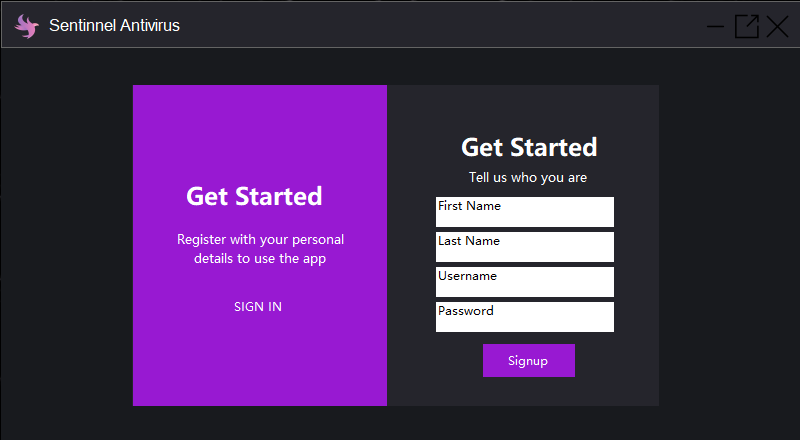 Sentinnel Antivirus
Get Started
Register with your personal
details to use the app
SIGN IN
Get Started
Tell us who you are
First Name
Last Name
Username
Password
Signup